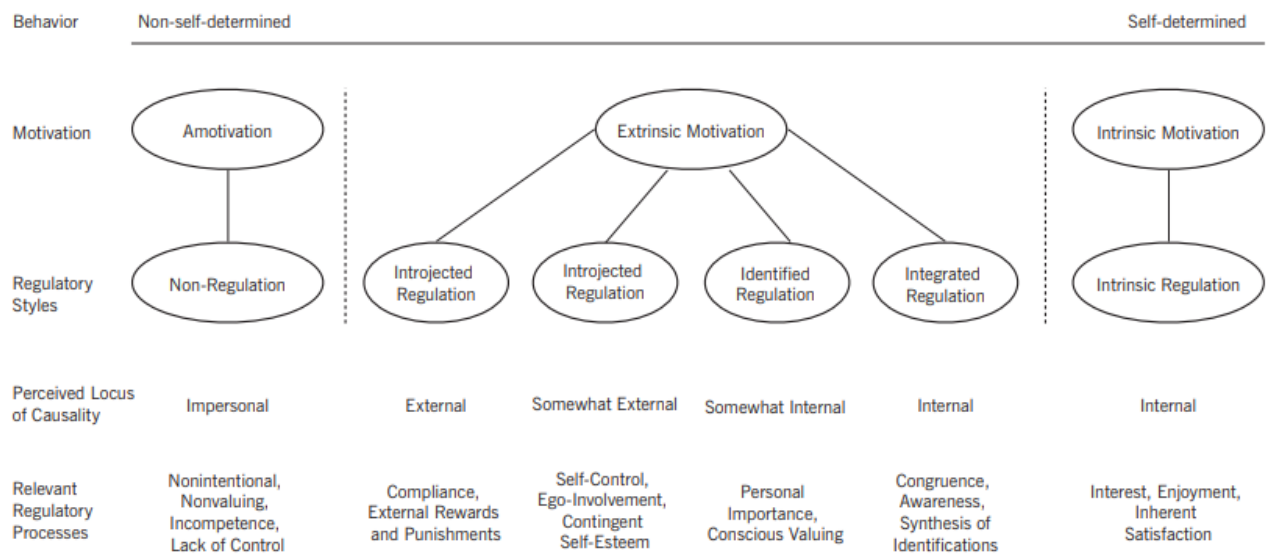 Behavior Non-self-determined Self-determined
Motivation Amotivation Extrinsic Motivation Intrinsic Motivation
Regulatory
Styles
Non-Regulation
Introjected
Regulation
Introjected
Regulation
Identified
Regulation
Integrated
Regulation
Intrinsic Regulation
Perceived Locus
of Causality
Impersonal
External
Somewhat External
Somewhat Internal
Internal
Internal
Relevant
Regulatory
Processes
Nonintentional,
Nonvaluing,
Incompetence,
Lack of Control
Compliance,
External Rewards
and Punishments
Self-Control,
Ego-Involvement,
Contingent
Self-Esteem
Personal
Importance,
Conscious Valuing
Congruence,
Awareness,
Synthesis of
Identifications
Interest, Enjoyment,
Inherent
Satisfaction